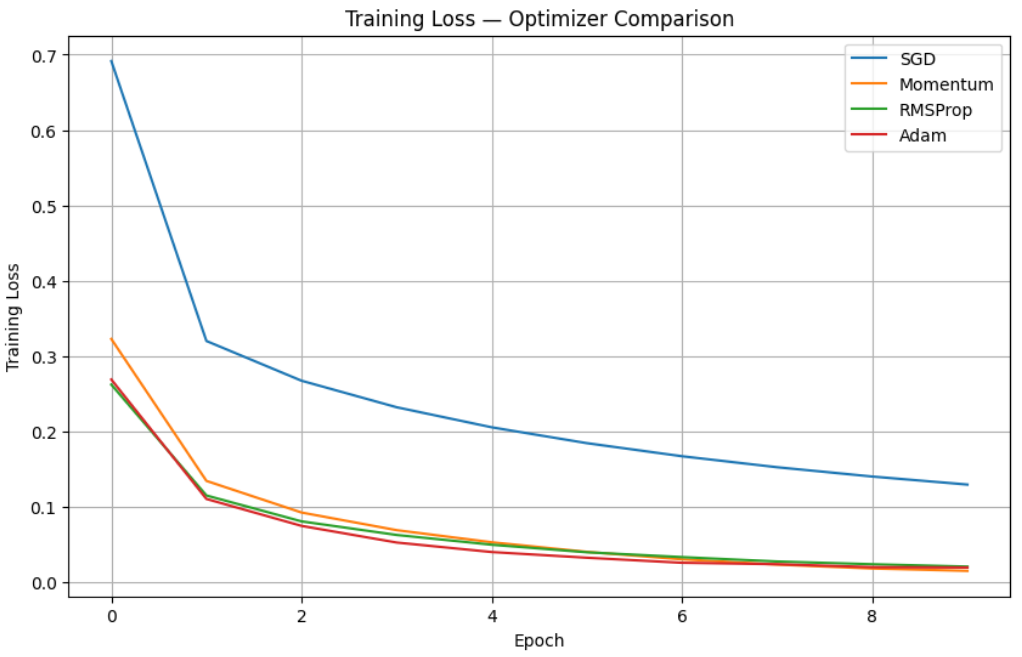 Training Loss — Optimizer Comparison
SGD
Momentum
RMSProp
Adam
Training Loss
0.7
0.6
0.5
0.4
0.3
0.2
0.1
0.0
0 2 4 6 8
Epoch